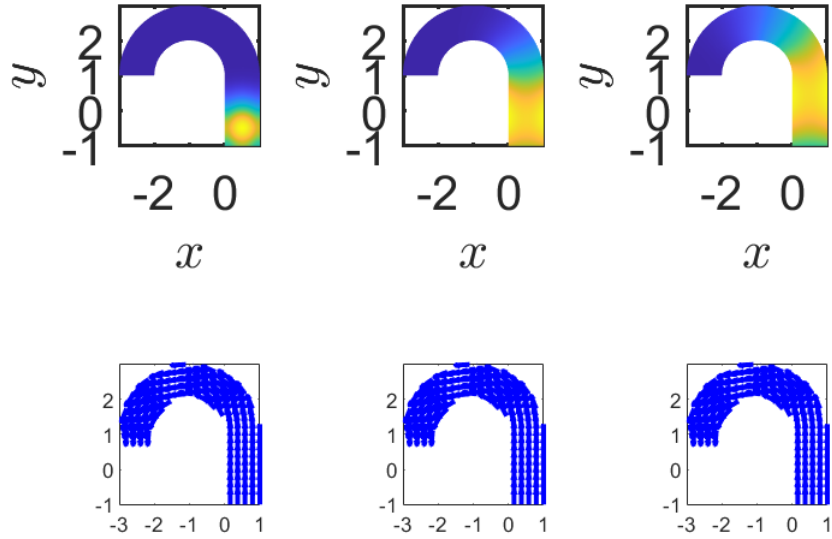 y 2 1 0 -1 y 2 1 0 -1 y 2 1 0 -1
-2 0 -2 0 -2 0
x x x
2 1 0 -1 2 1 0 -1 2 1 0 -1
-3 -2 -1 0 1 -3 -2 -1 0 1 -3 -2 -1 0 1